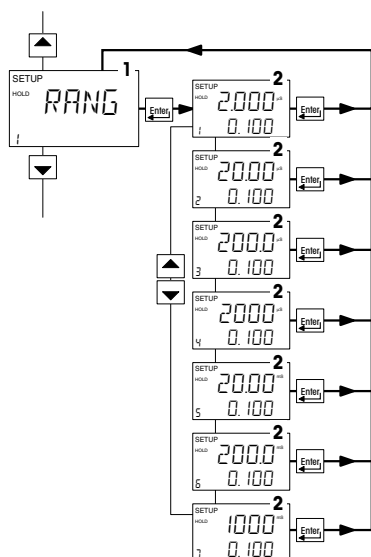 1
SETUP
HOLD
RANG
1
Enter
2
SETUP
HOLD
2.000 µS
1 0.100
Enter
2
SETUP
HOLD
20.00 µS
2 0.100
Enter
2
SETUP
HOLD
200.0 µS
3 0.100
Enter
2
SETUP
HOLD
2000 µS
4 0.100
Enter
2
SETUP
HOLD
20.00 mS
5 0.100
Enter
2
SETUP
HOLD
200.0 mS
6 0.100
Enter
2
SETUP
HOLD
1000 mS
7 0.100
Enter